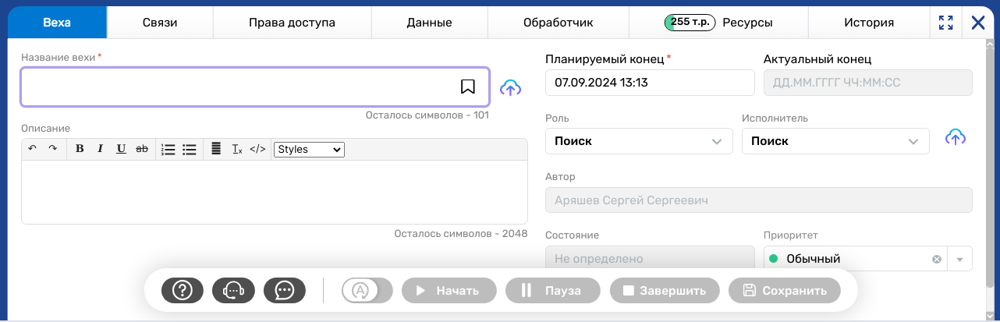 Веха Связи Права доступа Данные Обработчик 255 т.р. Ресурсы История
Название вехи *
Осталось символов - 101
Описание
B I U ab Tx </> Styles
Осталось символов - 2048
Планируемый конец * Актуальный конец
07.09.2024 13:13 ДД.ММ.ГГГГ ЧЧ:ММ:СС
Роль Исполнитель
Поиск Поиск
Автор
Аряшев Сергей Сергеевич
Состояние Приоритет
Не определено Обычный
? A Начать Пауза Завершить Сохранить